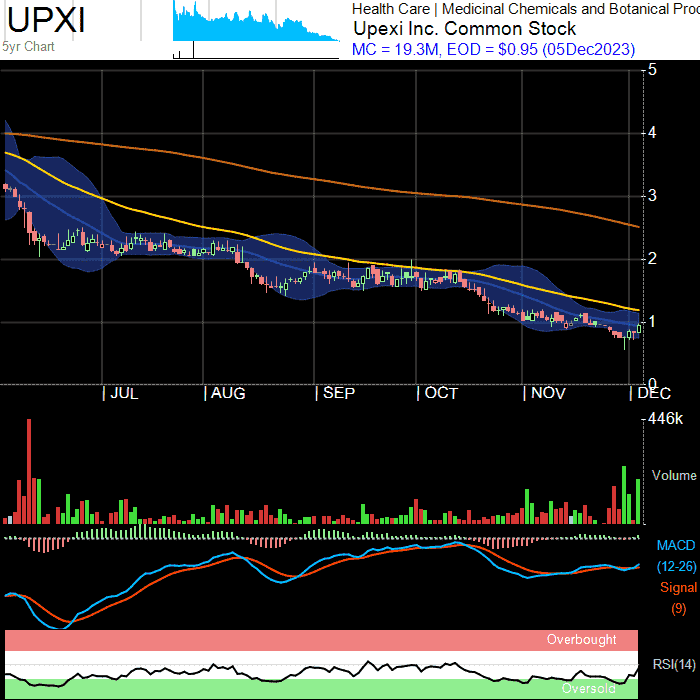 UPXI
5yr Chart
Health Care | Medicinal Chemicals and Botanical Proc
Upexi Inc. Common Stock
MC = 19.3M, EOD = $0.95 (05Dec2023)
5
4
3
2
1
0
JUL AUG SEP OCT NOV DEC
446k
Volume
MACD
(12-26)
Signal
(9)
Overbought
RSI(14)
Oversold